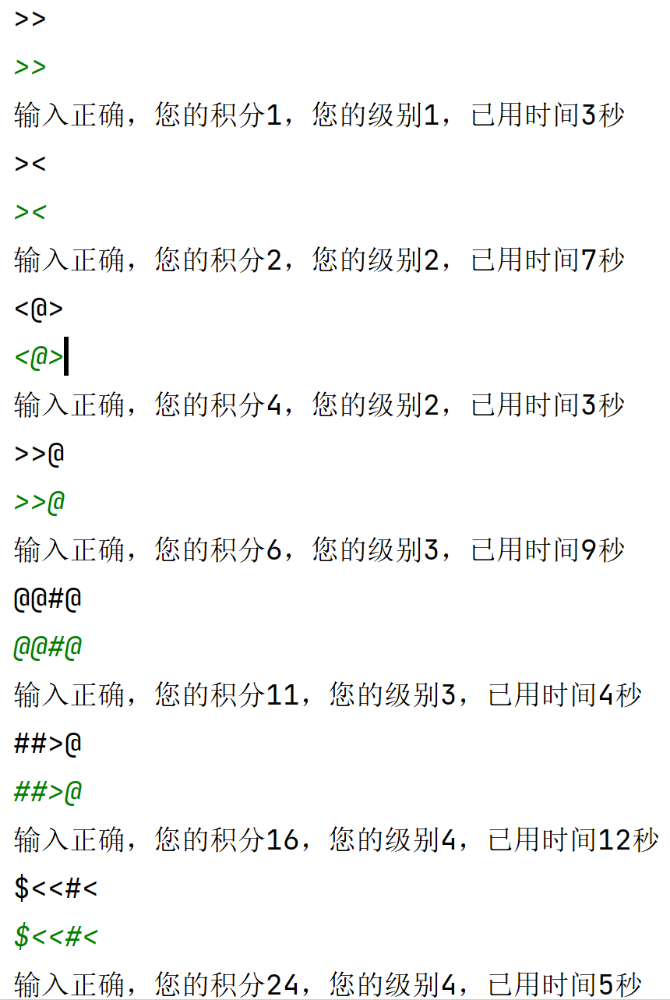 >>
>>
输入正确，您的积分1，您的级别1，已用时间3秒
><
><
输入正确，您的积分2，您的级别2，已用时间7秒
<@>
<@>
输入正确，您的积分4，您的级别2，已用时间3秒
>>@
>>@
输入正确，您的积分6，您的级别3，已用时间9秒
@@#@
@@#@
输入正确，您的积分11，您的级别3，已用时间4秒
##>@
##>@
输入正确，您的积分16，您的级别4，已用时间12秒
$<<#<
$<<#<
输入正确，您的积分24，您的级别4，已用时间5秒